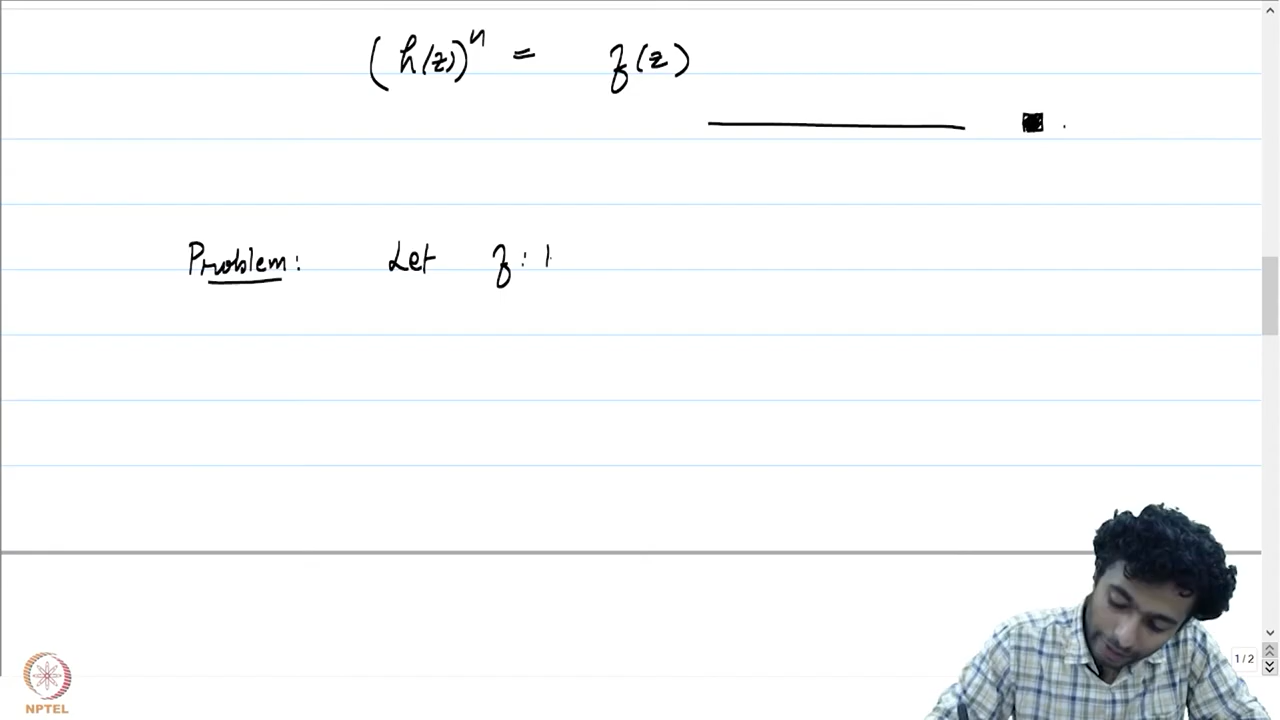 (h(z))^n = f(z)
Problem: Let f:
1/2
NPTEL